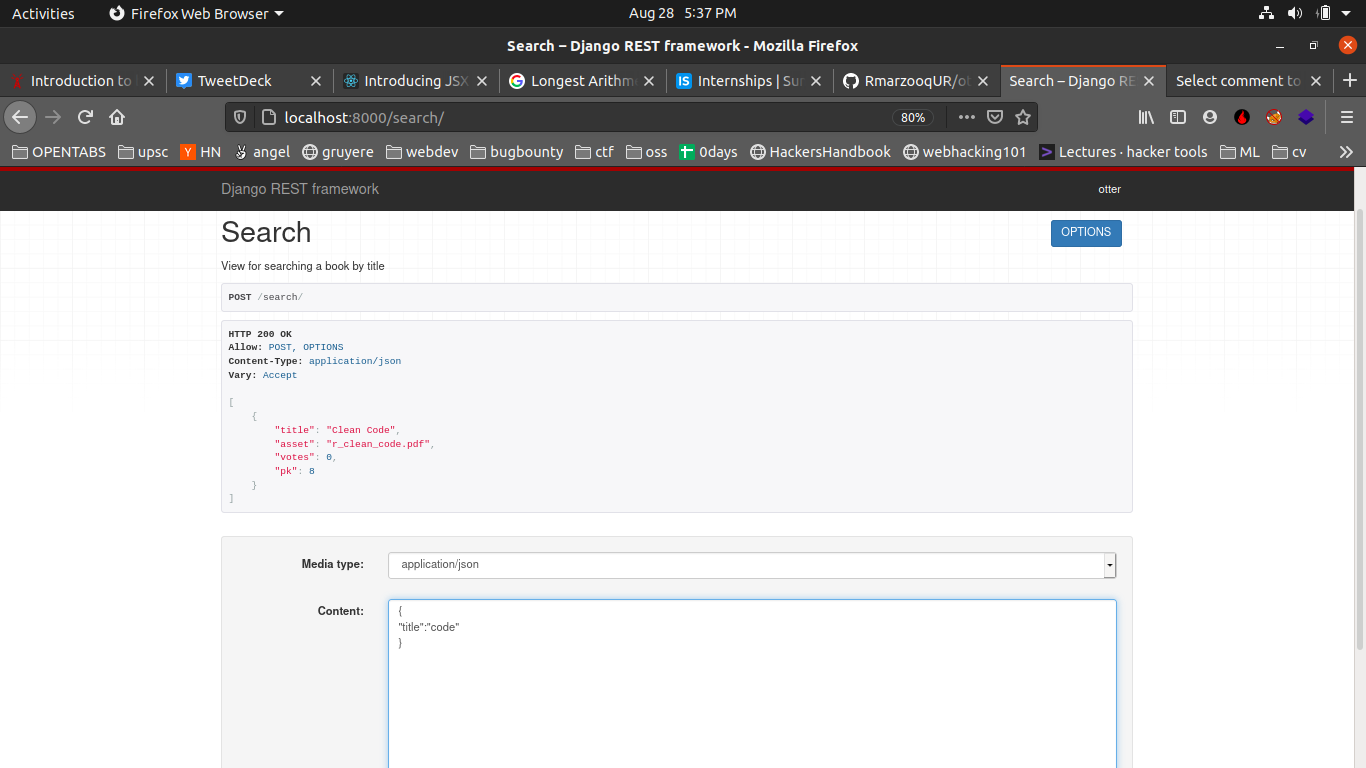 Activities Firefox Web Browser Aug 28 5:37 PM
Search – Django REST framework - Mozilla Firefox
Introduction to TweetDeck Introducing JSX Longest Arithm Internships | Su RmarzooqUR/o Search – Django RE Select comment to
localhost:8000/search/ 80%
OPENTABS upsc HN angel gruyere webdev bugbounty ctf oss 0days HackersHandbook webhacking101 Lectures · hacker tools ML cv
Django REST framework otter
Search OPTIONS
View for searching a book by title
POST /search/
HTTP 200 OK
Allow: POST, OPTIONS
Content-Type: application/json
Vary: Accept
[
{
"title": "Clean Code",
"asset": "r_clean_code.pdf",
"votes": 0,
"pk": 8
}
]
Media type: application/json
Content: {
"title":"code"
}